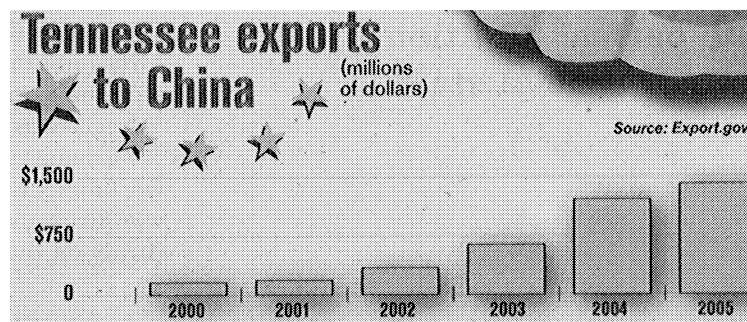 Tennessee exports
to China
(millions
of dollars)
Source: Export.gov
$1,500
$750
0
2000 2001 2002 2003 2004 2005